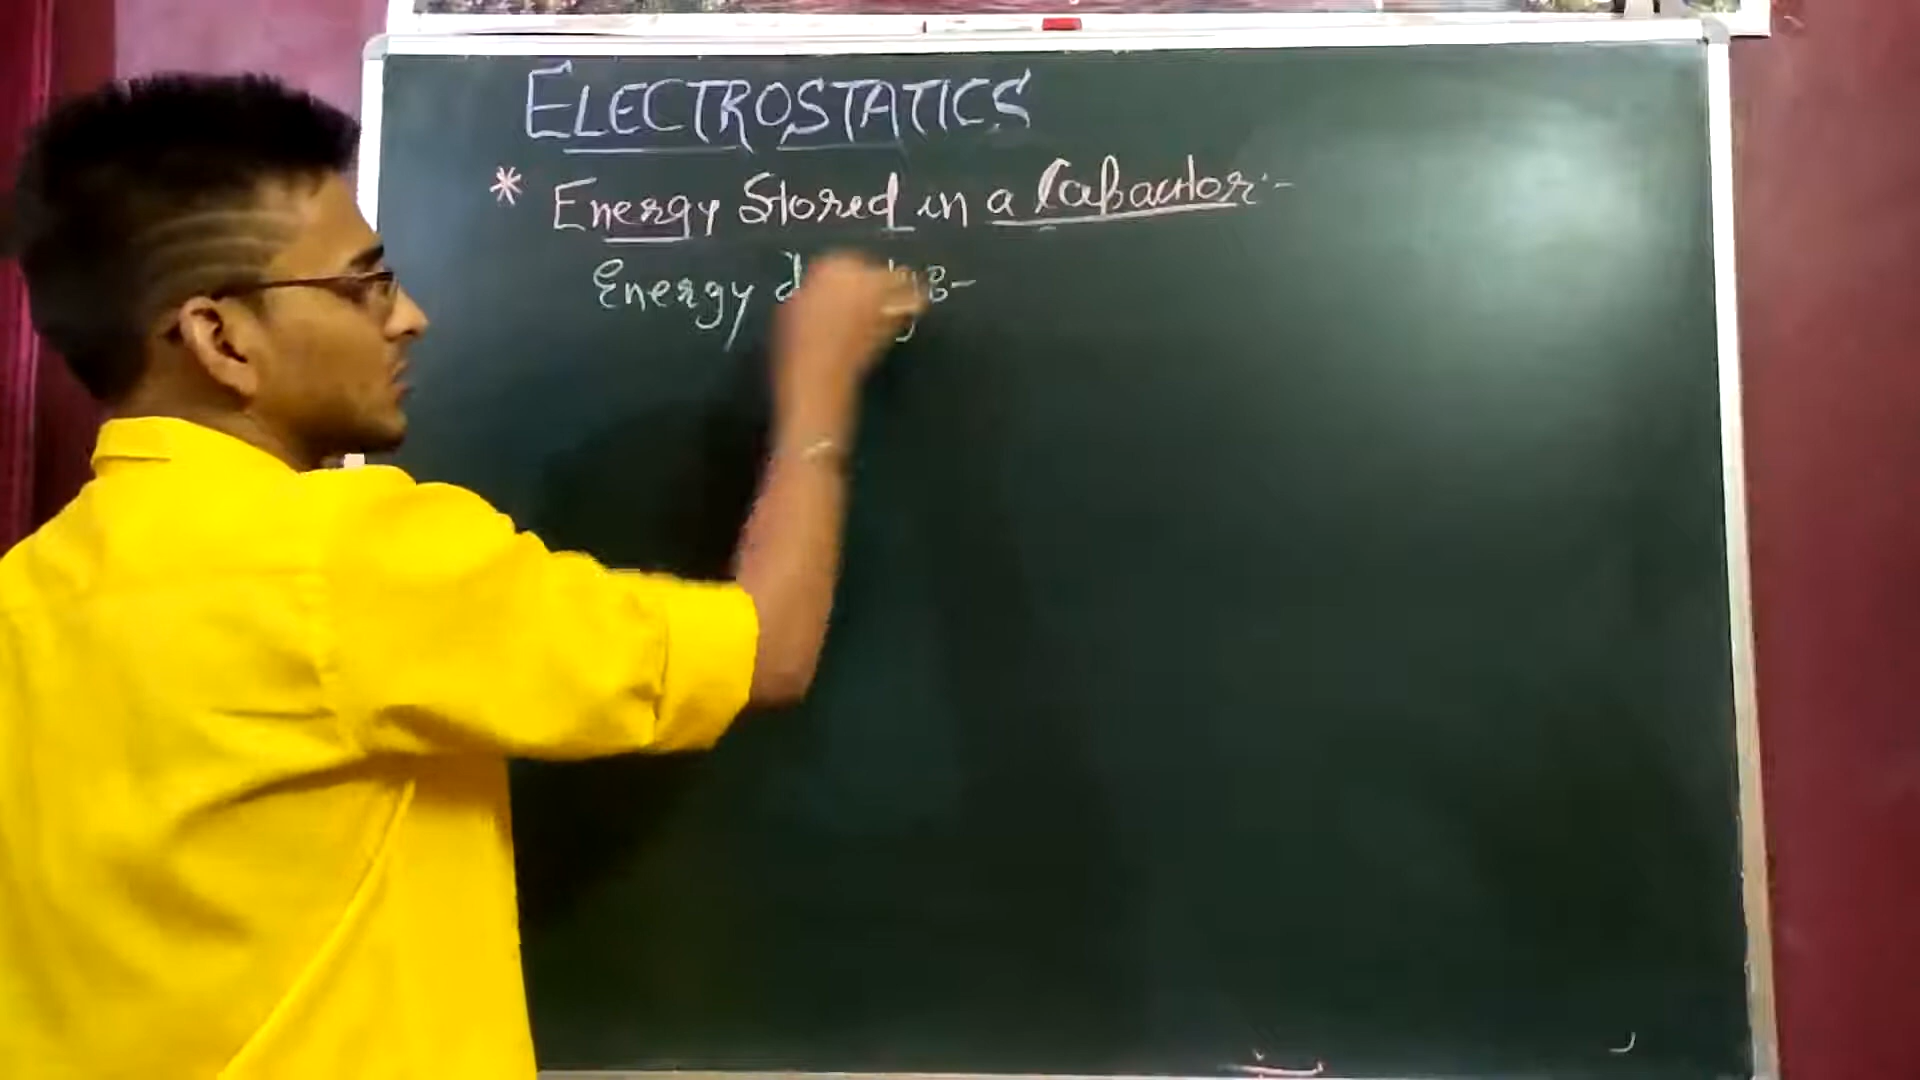 ELECTROSTATICS
* Energy Stored in a Capacitor:-
Energy